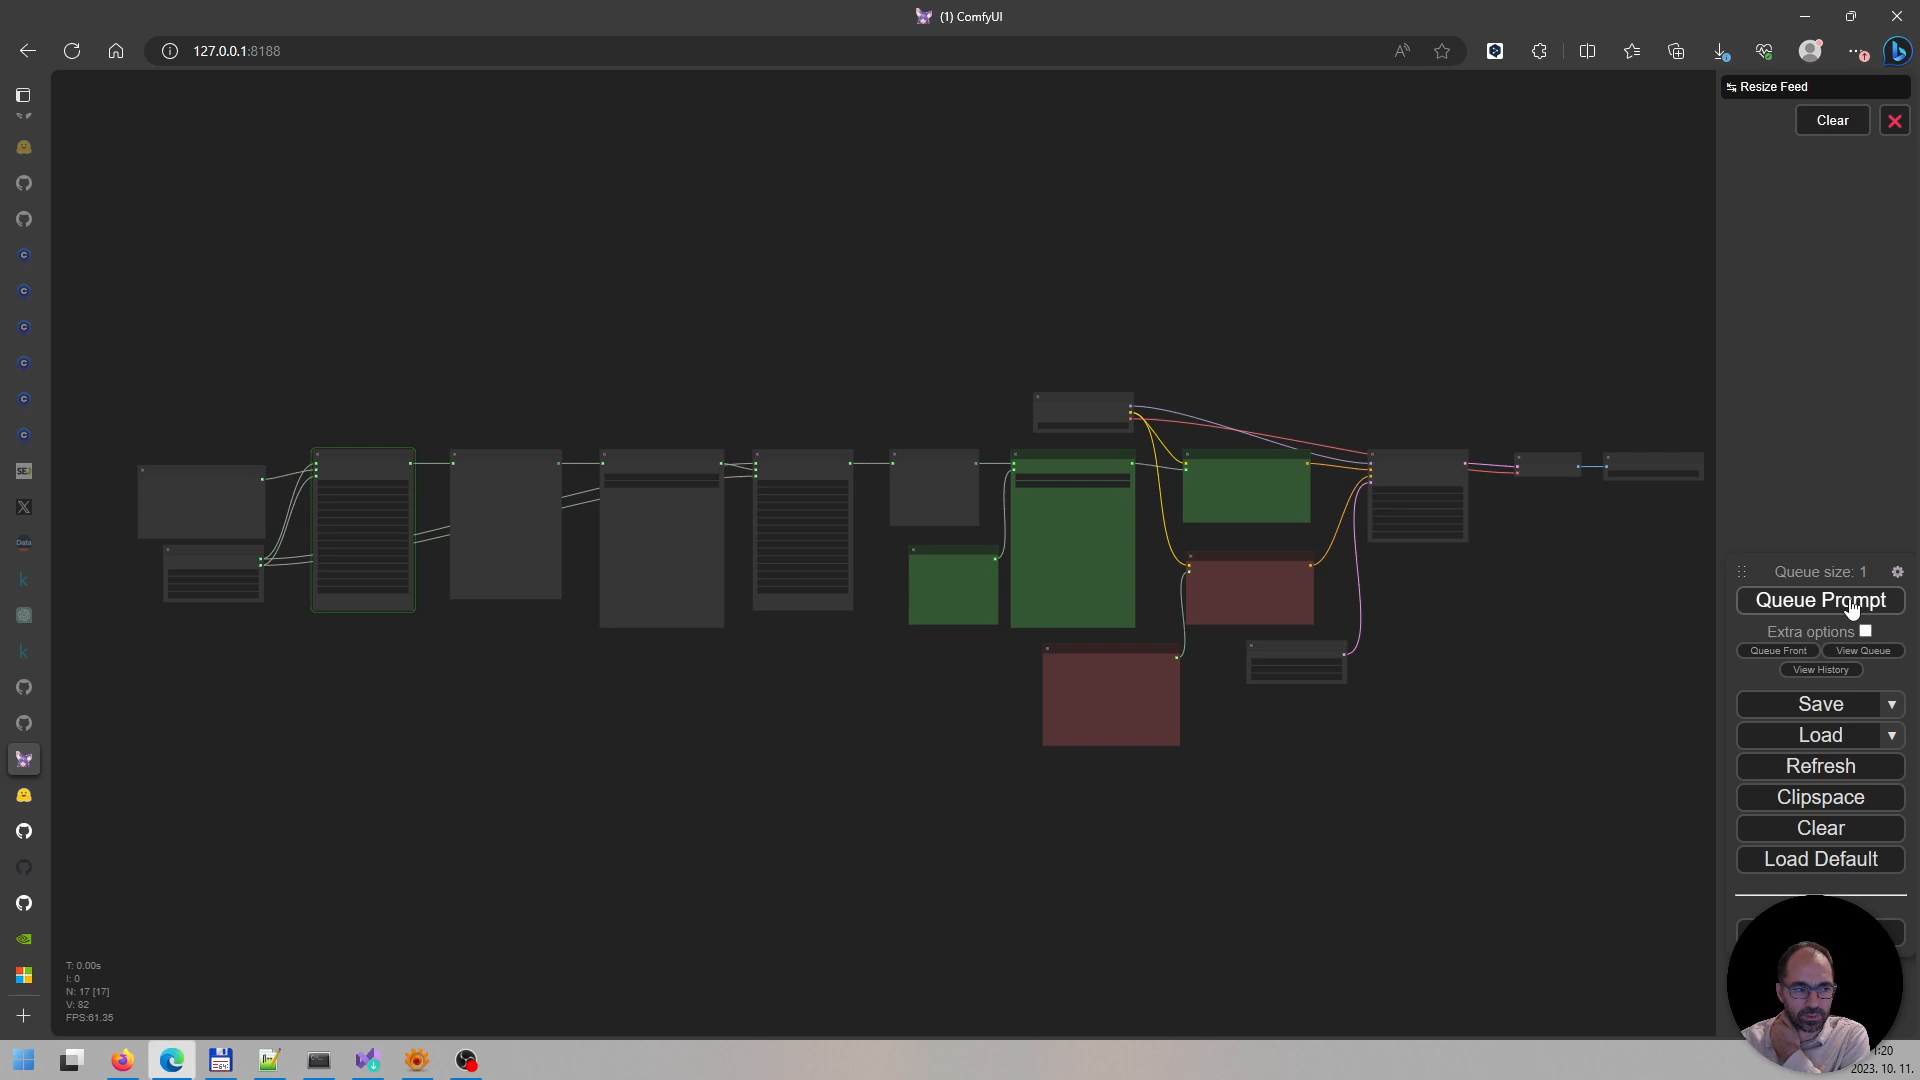 (1) ComfyUI
127.0.0.1:8188
Resize Feed
Clear
Queue size: 1
Queue Prompt
Extra options
Queue Front
View Queue
View History
Save
Load
Refresh
Clipspace
Clear
Load Default
SEJ
Data
T: 0.00s
I: 0
N: 17 [17]
V: 82
FPS:61.35
2023. 10. 11.